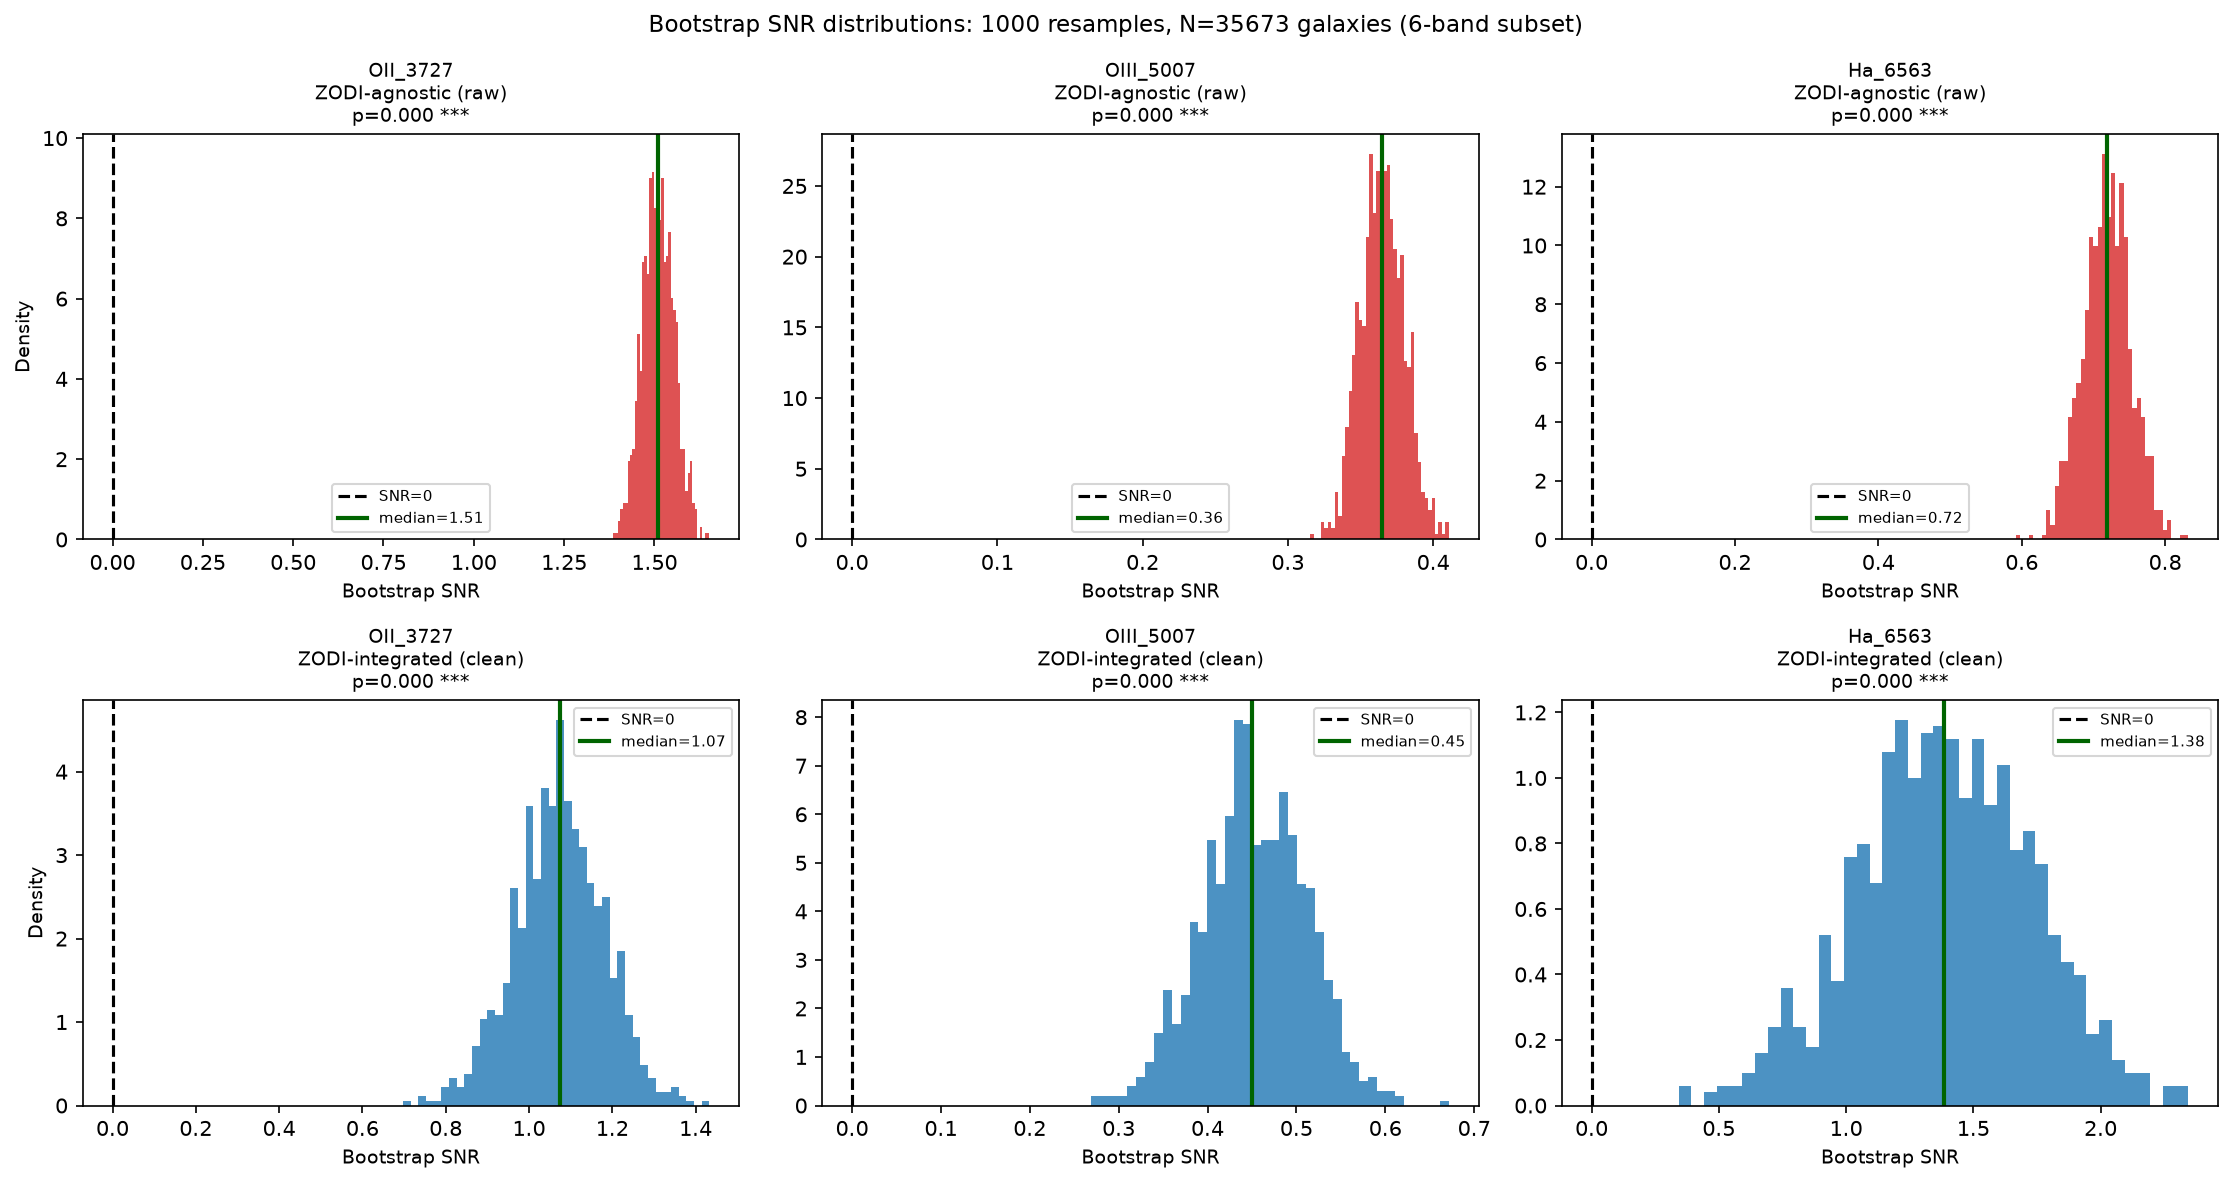 Bootstrap SNR distributions: 1000 resamples, N=35673 galaxies (6-band subset)
OII_3727
ZODI-agnostic (raw)
p=0.000 ***
Density
10
8
6
4
2
0
SNR=0
median=1.51
0.00 0.25 0.50 0.75 1.00 1.25 1.50
Bootstrap SNR
OIII_5007
ZODI-agnostic (raw)
p=0.000 ***
25
20
15
10
5
0
SNR=0
median=0.36
0.0 0.1 0.2 0.3 0.4
Bootstrap SNR
Ha_6563
ZODI-agnostic (raw)
p=0.000 ***
12
10
8
6
4
2
0
SNR=0
median=0.72
0.0 0.2 0.4 0.6 0.8
Bootstrap SNR
OII_3727
ZODI-integrated (clean)
p=0.000 ***
Density
4
3
2
1
0
SNR=0
median=1.07
0.0 0.2 0.4 0.6 0.8 1.0 1.2 1.4
Bootstrap SNR
OIII_5007
ZODI-integrated (clean)
p=0.000 ***
8
7
6
5
4
3
2
1
0
SNR=0
median=0.45
0.0 0.1 0.2 0.3 0.4 0.5 0.6 0.7
Bootstrap SNR
Ha_6563
ZODI-integrated (clean)
p=0.000 ***
1.2
1.0
0.8
0.6
0.4
0.2
0.0
SNR=0
median=1.38
0.0 0.5 1.0 1.5 2.0
Bootstrap SNR